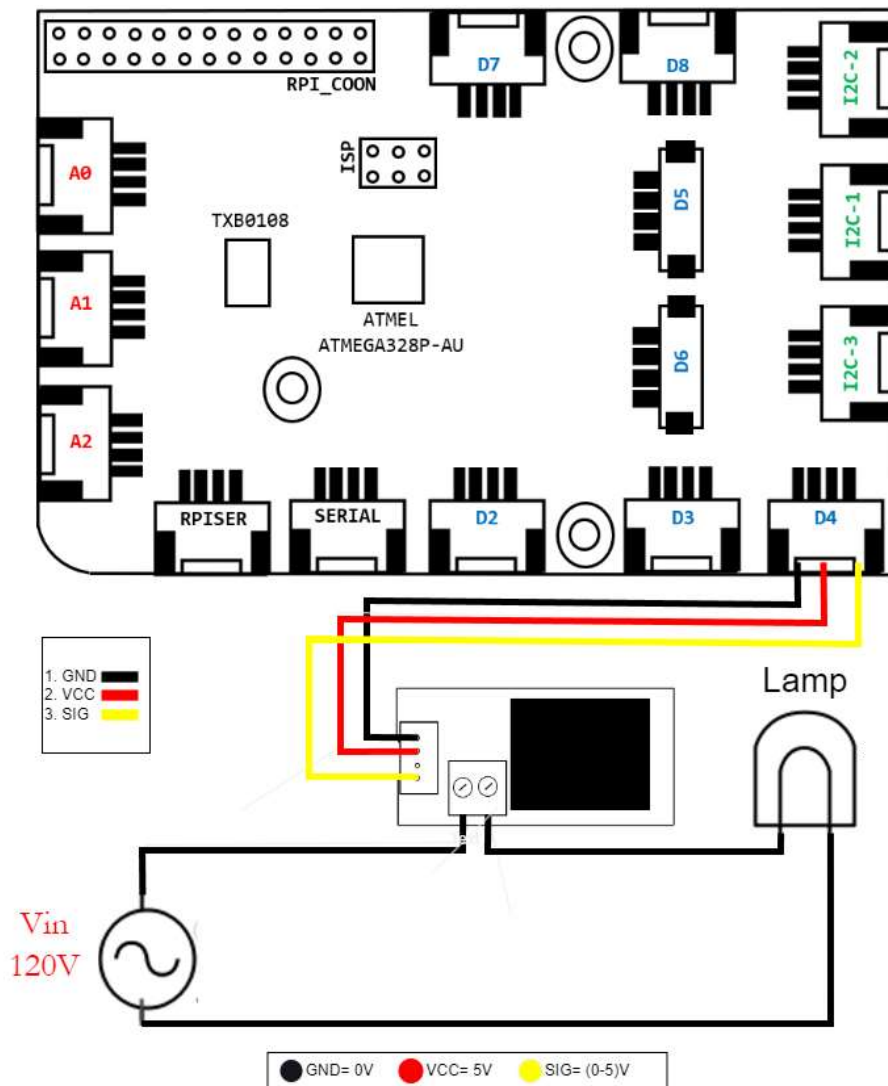 D7
D8
I2C-2
RPI_COON
A0
ISP
D5
I2C-1
TXB0108
A1
ATMEL
ATMEGA328P-AU
D6
I2C-3
A2
RPISER
SERIAL
D2
D3
D4
1. GND
2. VCC
3. SIG
Lamp
Vin
120V
GND= 0V VCC= 5V SIG= (0-5)V